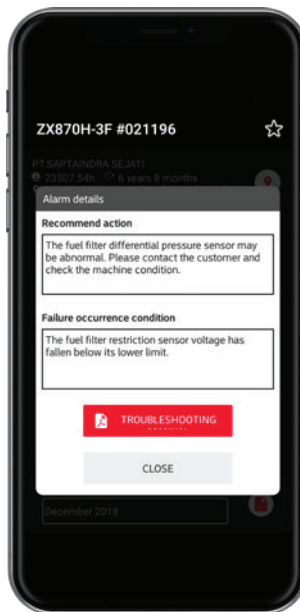 ZX870H-3F #021196
PT.SAPTAINDRA SEJATI
23507.54h 6 years 8 months
Alarm details
Recommend action
The fuel filter differential pressure sensor may
be abnormal. Please contact the customer and
check the machine condition.
Failure occurrence condition
The fuel filter restriction sensor voltage has
fallen below its lower limit.
TROUBLESHOOTING
CLOSE
December 2018